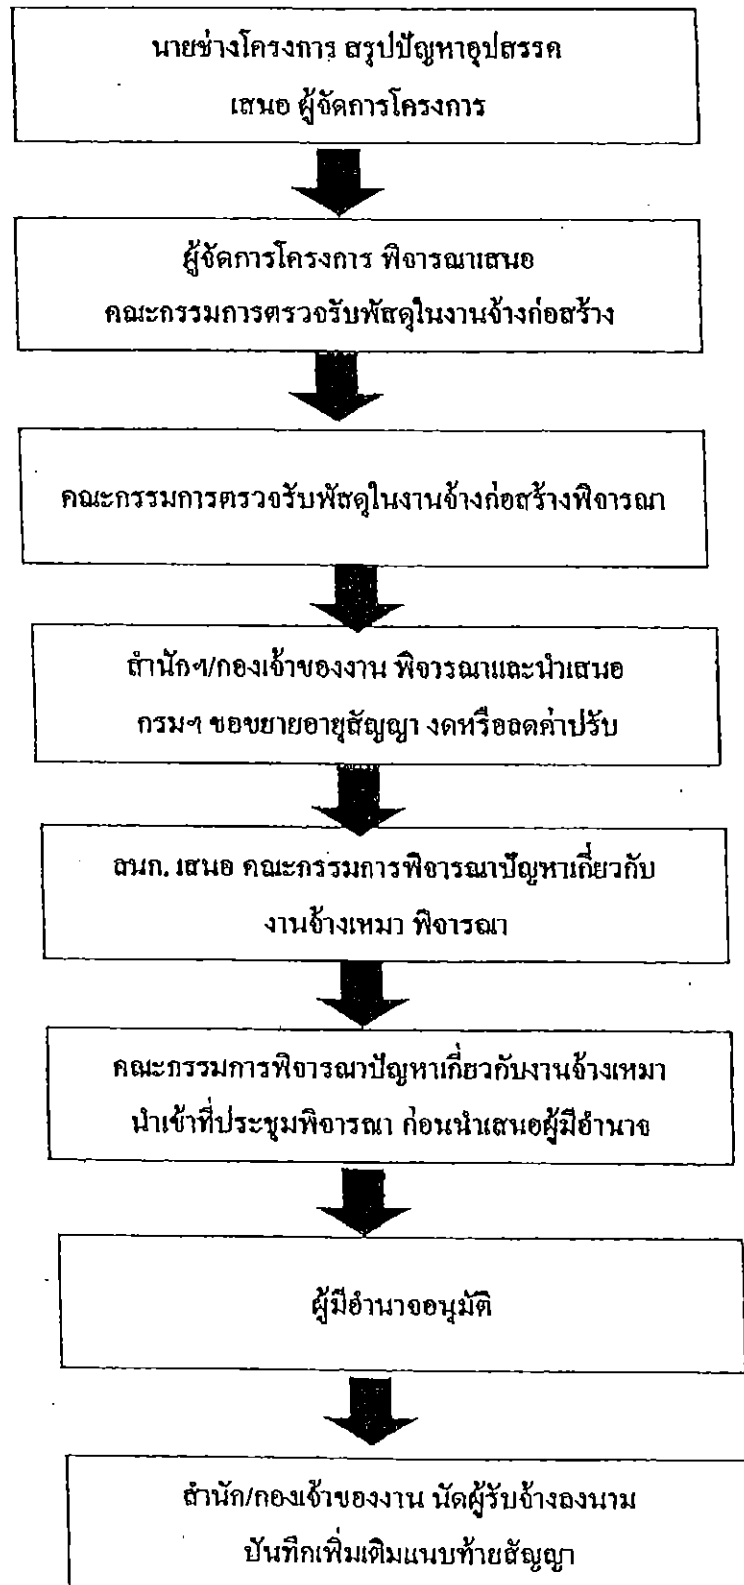 นายช่างโครงการ สรุปปัญหาอุปสรรค
เสนอ ผู้จัดการโครงการ
ผู้จัดการโครงการ พิจารณาเสนอ
คณะกรรมการตรวจรับพัสดุในงานจ้างก่อสร้าง
คณะกรรมการตรวจรับพัสดุในงานจ้างก่อสร้างพิจารณา
สำนักฯ/กองเจ้าของงาน พิจารณาและนำเสนอ
กรมฯ ขอขยายอายุสัญญา งดหรือลดค่าปรับ
ลนก. เสนอ คณะกรรมการพิจารณาปัญหาเกี่ยวกับ
งานจ้างเหมา พิจารณา
คณะกรรมการพิจารณาปัญหาเกี่ยวกับงานจ้างเหมา
นำเข้าที่ประชุมพิจารณา ก่อนนำเสนอผู้มีอำนาจ
ผู้มีอำนาจอนุมัติ
สำนัก/กองเจ้าของงาน นัดผู้รับจ้างลงนาม
บันทึกเพิ่มเติมแนบท้ายสัญญา